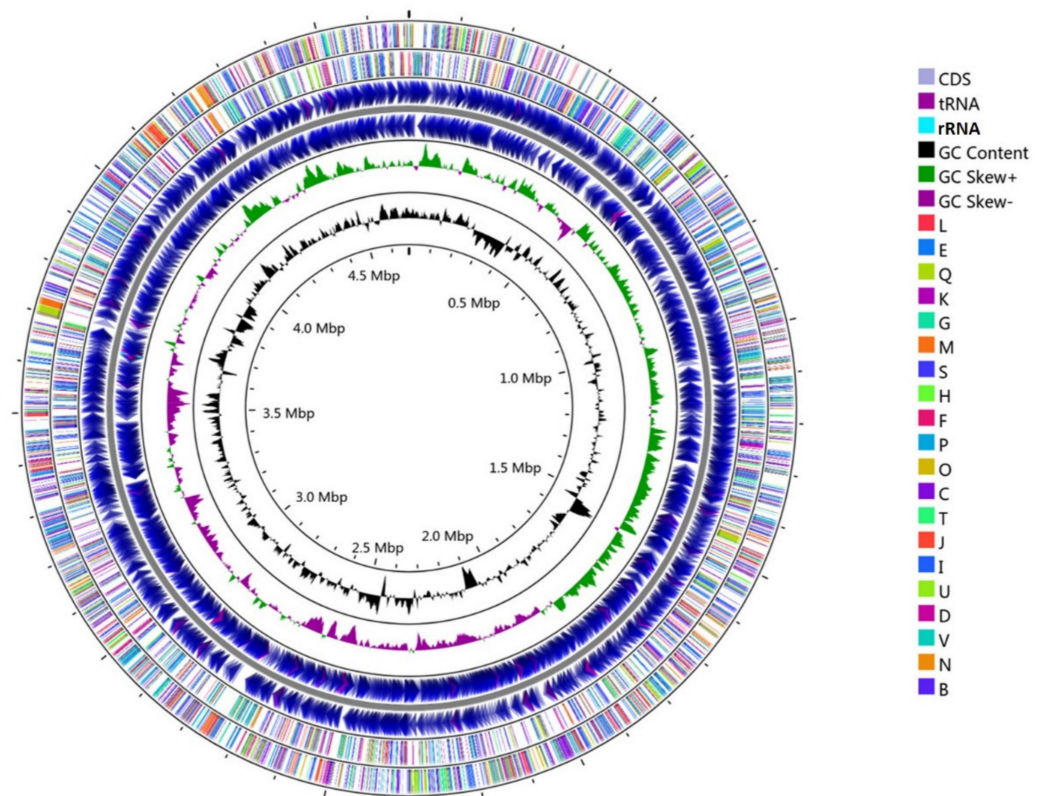 4.5 Mbp
0.5 Mbp
4.0 Mbp
1.0 Mbp
3.5 Mbp
1.5 Mbp
3.0 Mbp
2.0 Mbp
2.5 Mbp
CDS
tRNA
rRNA
GC Content
GC Skew+
GC Skew-
L
E
Q
K
G
M
S
H
F
P
O
C
T
J
I
U
D
V
N
B